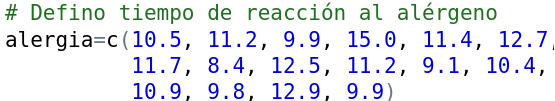 # Defino tiempo de reacción al alérgeno
alergia=c(10.5, 11.2, 9.9, 15.0, 11.4, 12.7,
11.7, 8.4, 12.5, 11.2, 9.1, 10.4,
10.9, 9.8, 12.9, 9.9)